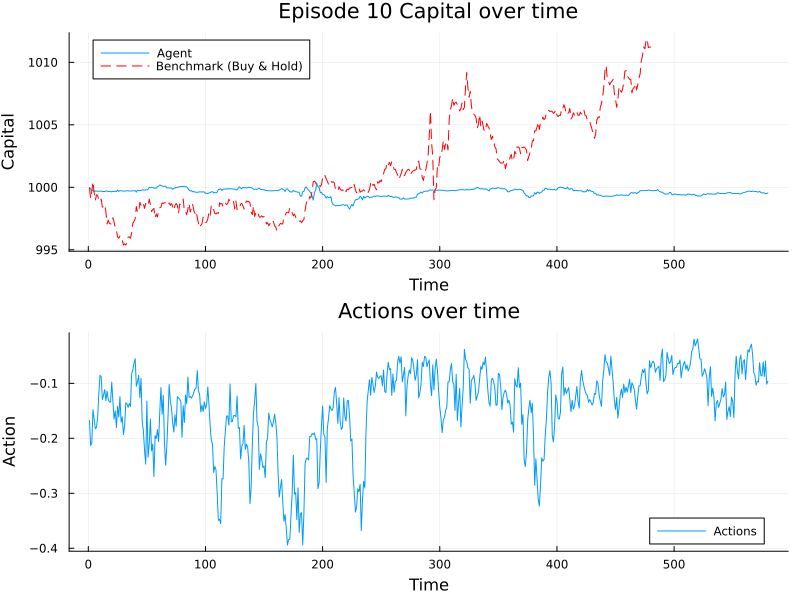 Episode 10 Capital over time
Agent
Benchmark (Buy & Hold)
1010
1005
1000
995
Capital
0
100
200
300
400
500
Time
Actions over time
−0.1
−0.2
−0.3
−0.4
Action
Actions
0
100
200
300
400
500
Time